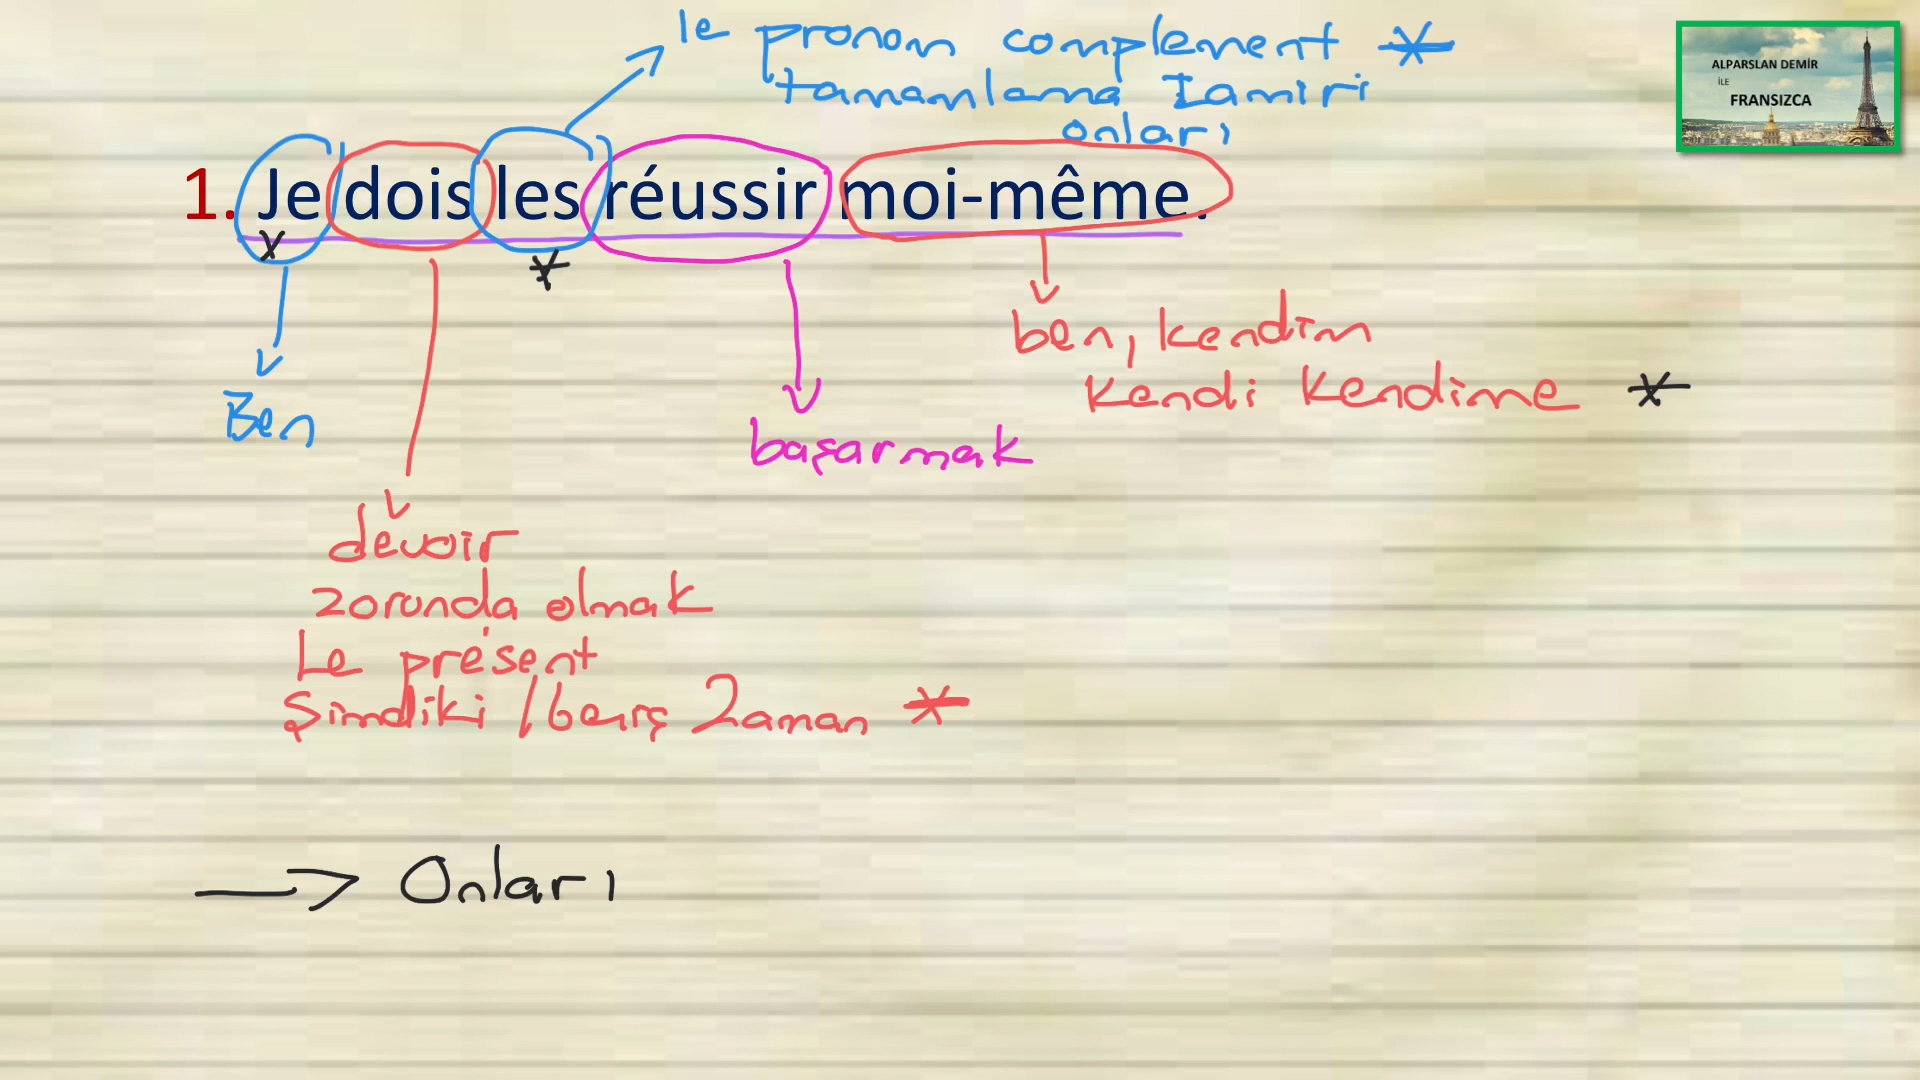 le pronom complement *
tamamlama Zamiri
onları
ALPARSLAN DEMİR
İLE
FRANSIZCA
1. Je dois les réussir moi-même.
ben, kendim
kendi kendime *
Ben
başarmak
devoir
zorunda olmak
Le présent
Şimdiki / geniş Zaman *
→ Onları